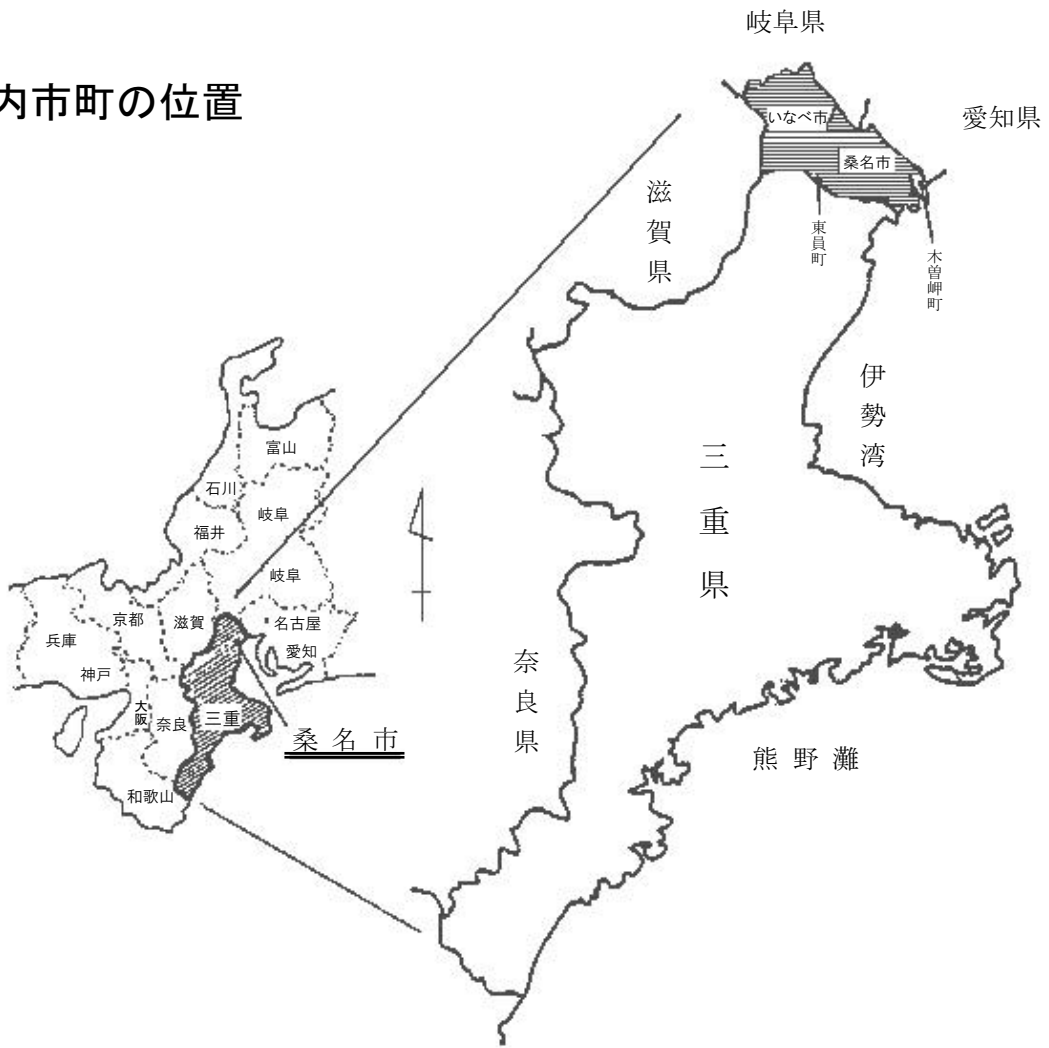 内市町の位置
岐阜県
愛知県
いなべ市
桑名市
滋賀県
東員町
木曽岬町
伊勢湾
三重県
奈良県
熊野灘
富山
石川
岐阜
福井
岐阜
京都
滋賀
名古屋
兵庫
愛知
神戸
大阪
奈良
三重
桑名市
和歌山